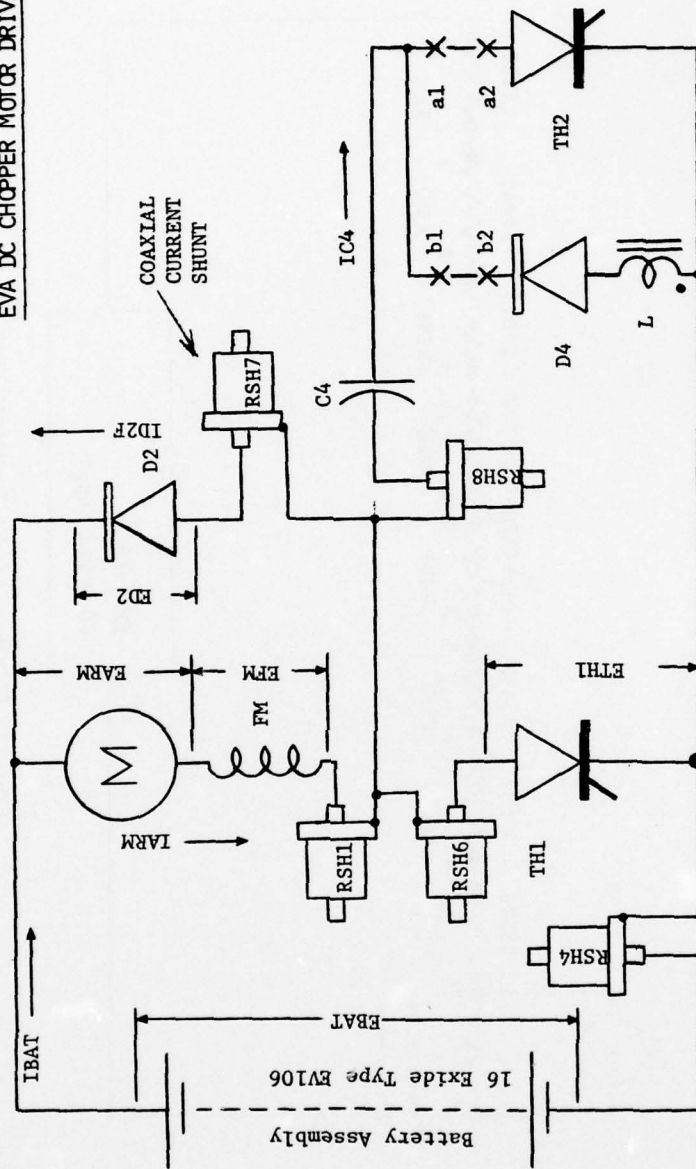 EVA DC CHOPPER MOTOR DRIV
IBAT
IARM
EARM
ED2
D2
ID2F
COAXIAL
CURRENT
SHUNT
RSH7
EFM
FM
RSH1
RSH6
RSH8
C4
IC4
a1
a2
b1
b2
TH2
D4
L
EBAT
Battery Assembly
16 Exide Type EV106
RSH4
TH1
ETH1
M